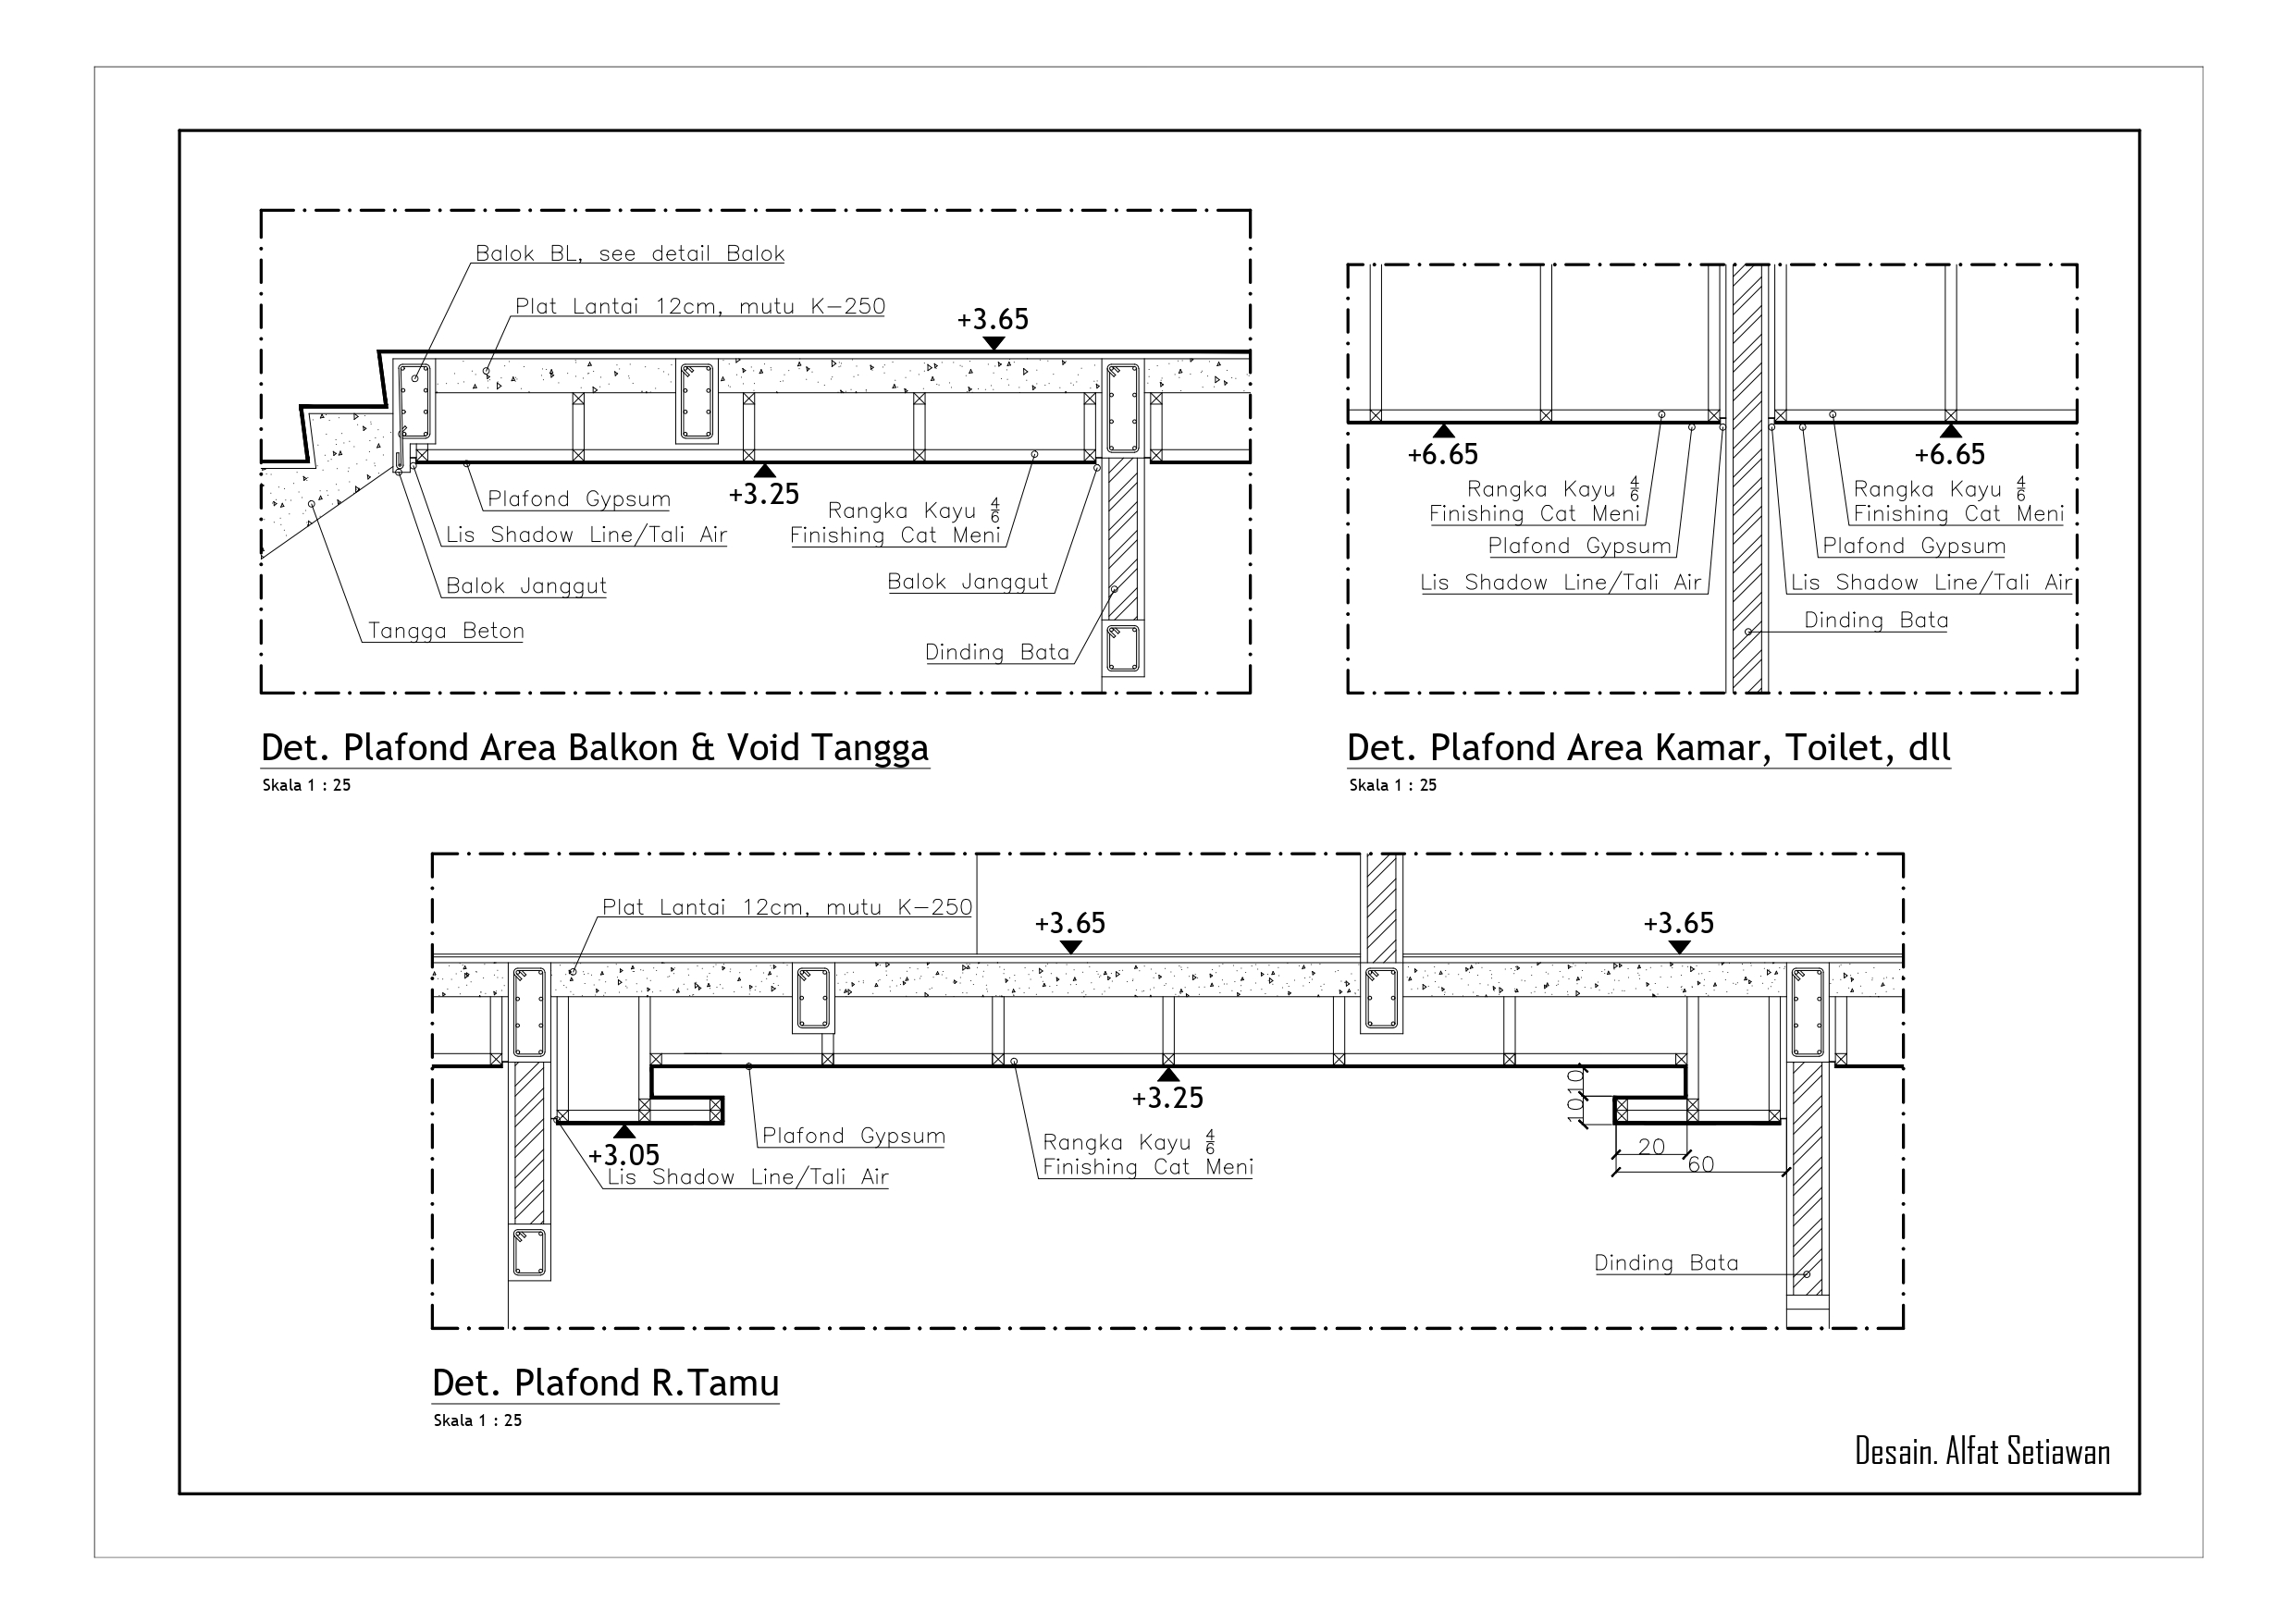 Balok BL, see detail Balok
Plat Lantai 12cm, mutu K-250
+3.65
Plafond Gypsum
+3.25
Rangka Kayu 4/6
Finishing Cat Meni
Lis Shadow Line/Tali Air
Balok Janggut
Balok Janggut
Tangga Beton
Dinding Bata
Det. Plafond Area Balkon & Void Tangga
Skala 1 : 25
+6.65
+6.65
Rangka Kayu 4/6
Finishing Cat Meni
Rangka Kayu 4/6
Finishing Cat Meni
Plafond Gypsum
Plafond Gypsum
Lis Shadow Line/Tali Air
Lis Shadow Line/Tali Air
Dinding Bata
Det. Plafond Area Kamar, Toilet, dll
Skala 1 : 25
Plat Lantai 12cm, mutu K-250
+3.65
+3.65
+3.25
10
10
Plafond Gypsum
Rangka Kayu 4/6
Finishing Cat Meni
+3.05
Lis Shadow Line/Tali Air
20
60
Dinding Bata
Det. Plafond R.Tamu
Skala 1 : 25
Desain. Alfat Setiawan